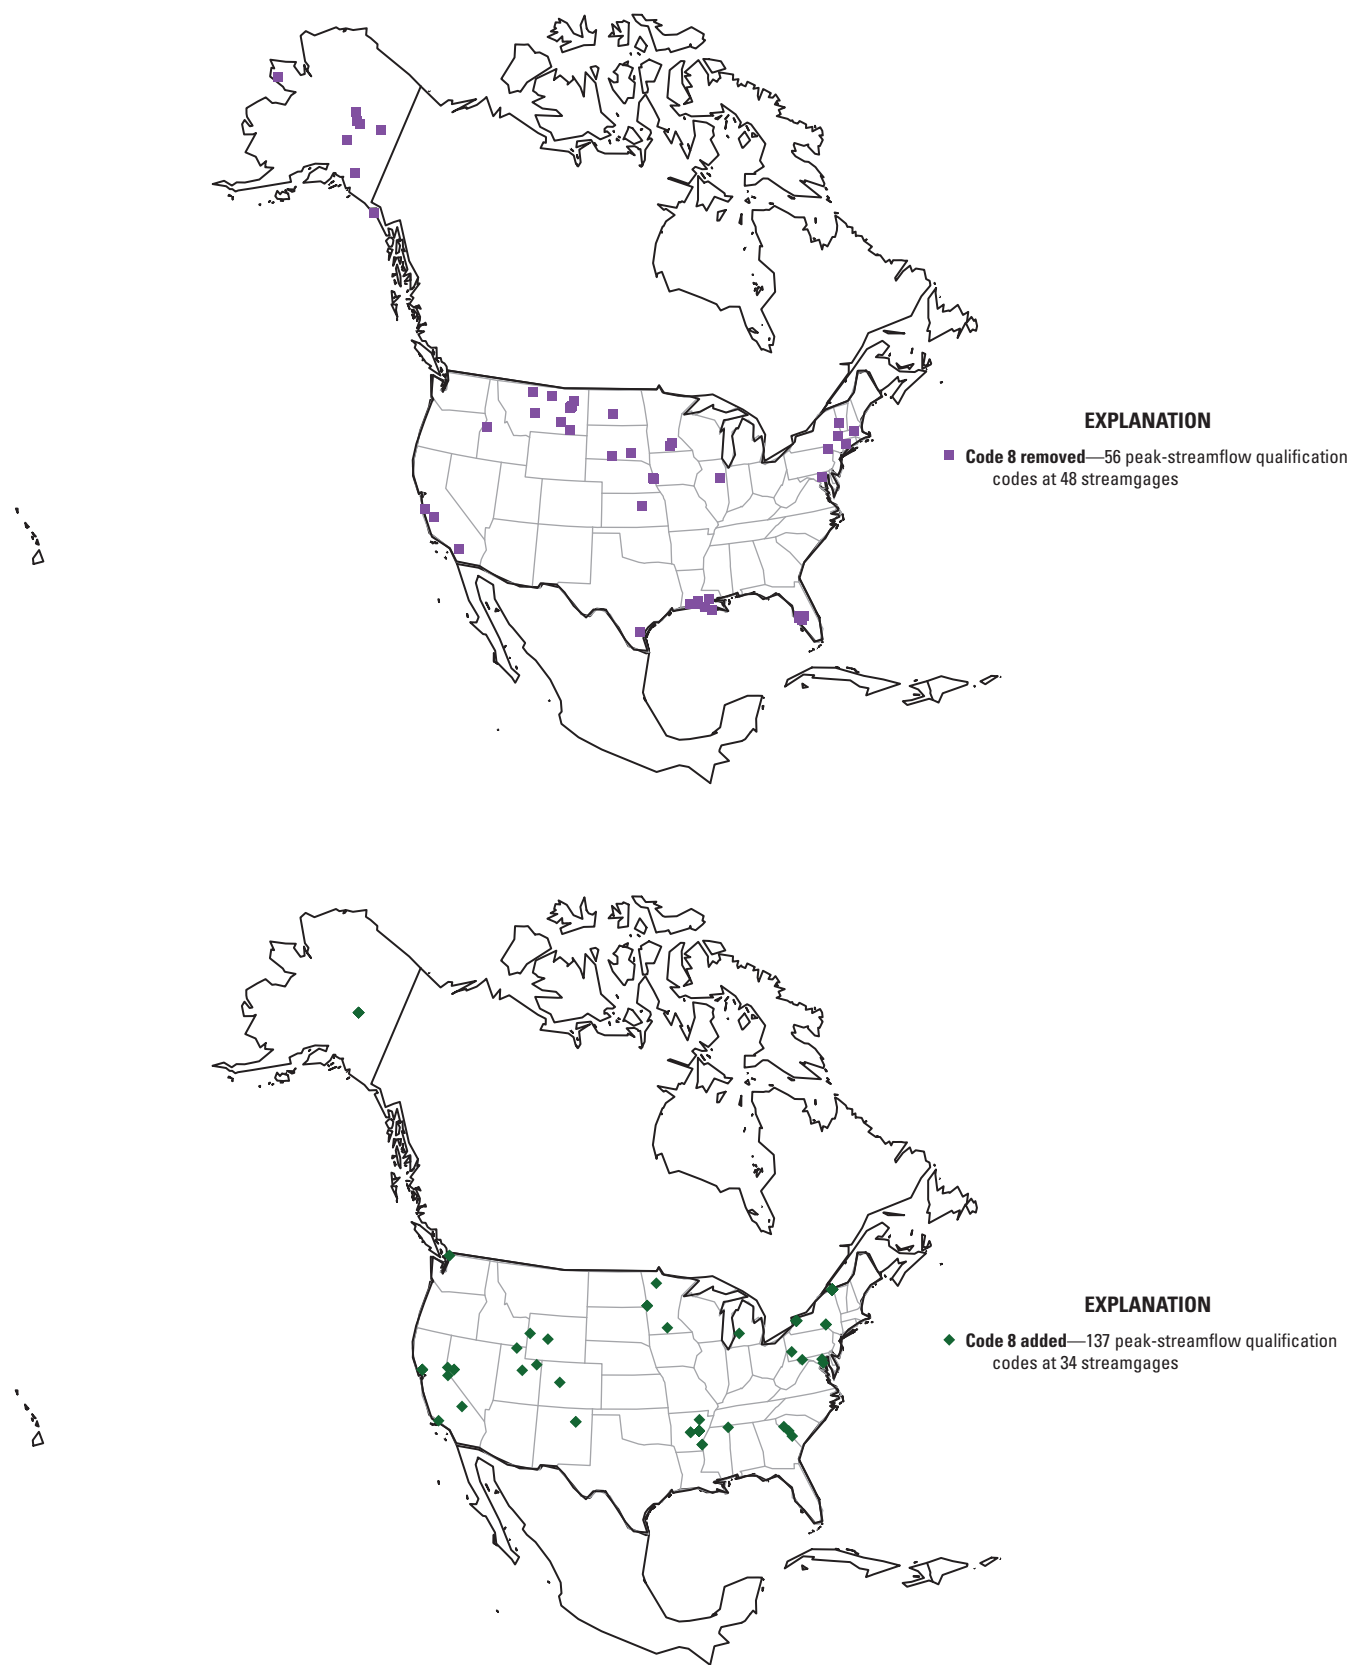 EXPLANATION
Code 8 removed—56 peak-streamflow qualification
codes at 48 streamgages
EXPLANATION
Code 8 added—137 peak-streamflow qualification
codes at 34 streamgages